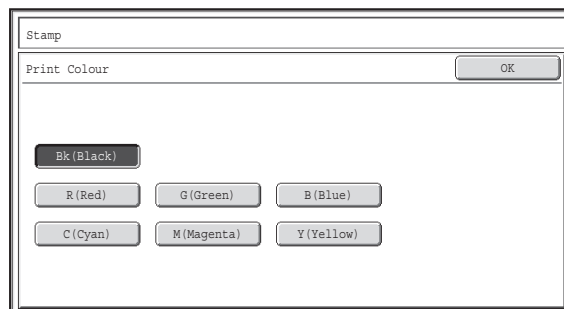 Stamp
Print Colour OK
Bk(Black)
R(Red) G(Green) B(Blue)
C(Cyan) M(Magenta) Y(Yellow)